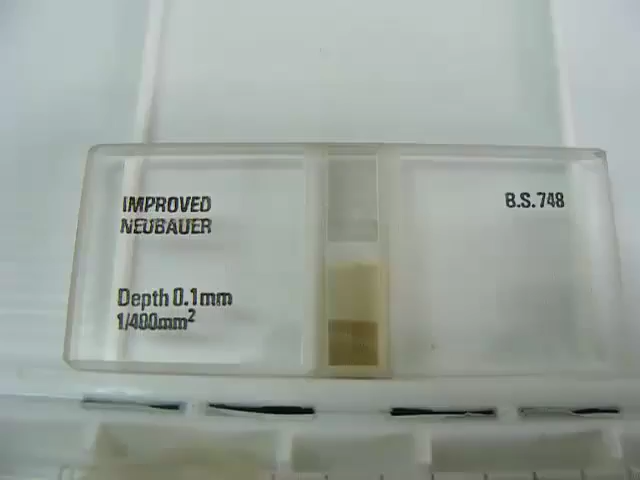 IMPROVED
NEUBAUER
B.S. 748
Depth 0.1mm
1/400mm²